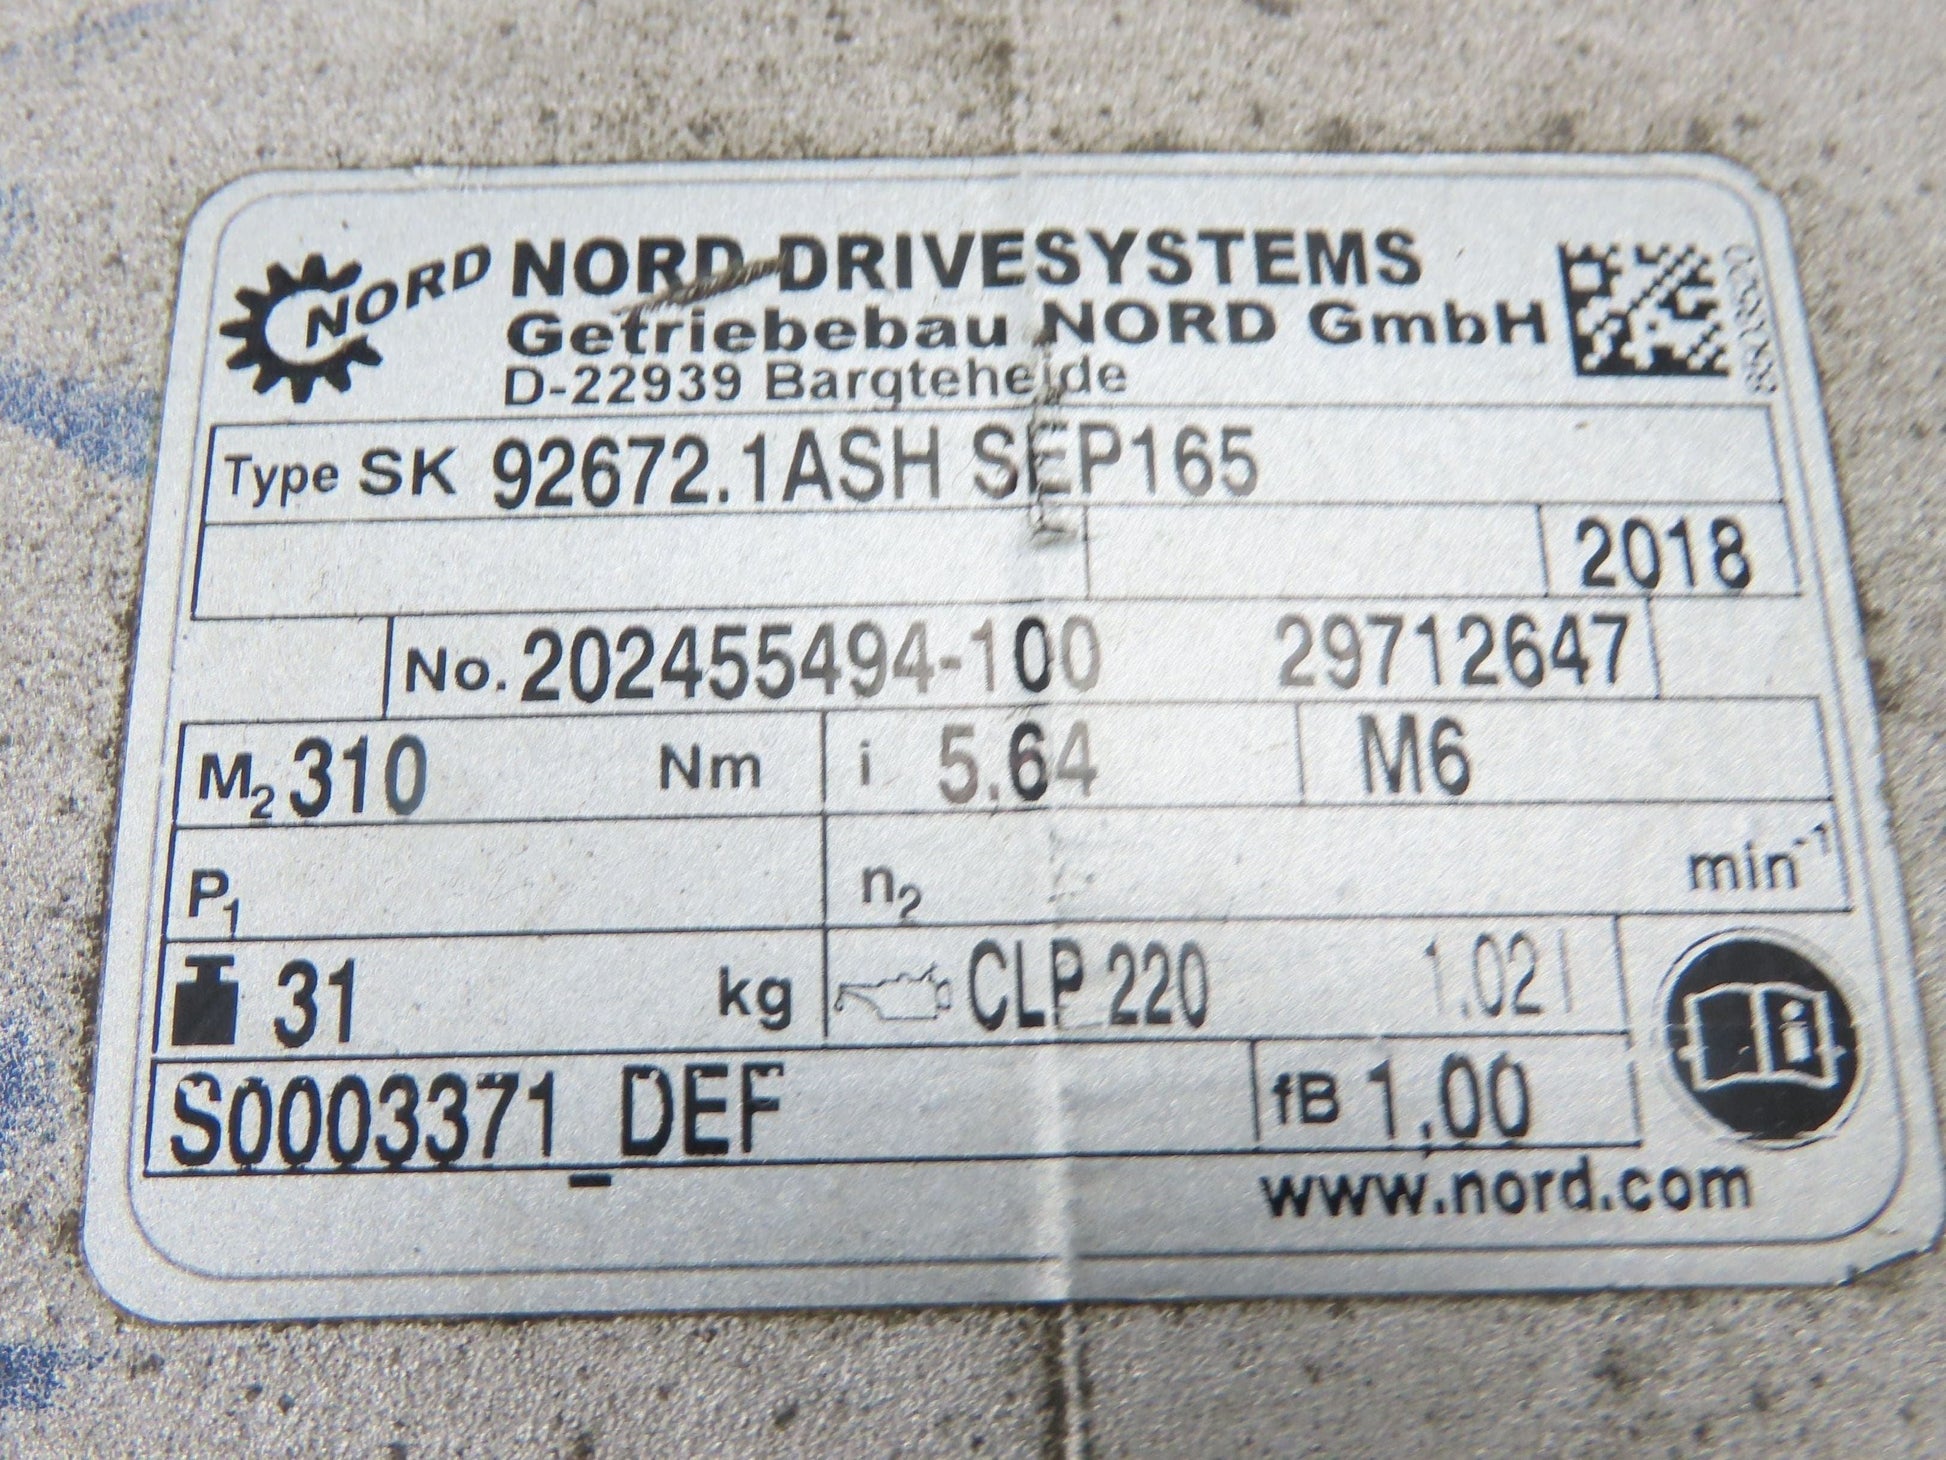 NORD NORD DRIVESYSTEMS
Getriebebau NORD GmbH
D-22939 Bargteheide
Type SK 92672.1ASH SEP165
2018
No. 202455494-100 29712647
M2 310 Nm i 5.64 M6
P1 n2 min-1
31 kg CLP 220 1.02 l
S0003371_DEF fB 1.00
i
www.nord.com